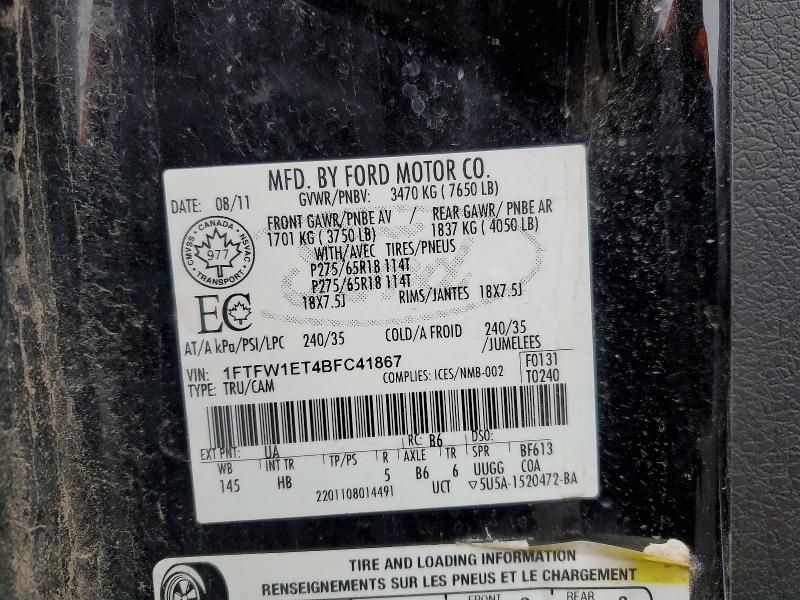 MFD. BY FORD MOTOR CO.
DATE: 08/11 GVWR/PNBV: 3470 KG ( 7650 LB)
FRONT GAWR/PNBE AV / REAR GAWR/ PNBE AR
1701 KG ( 3750 LB) 1837 KG ( 4050 LB)
WITH/AVEC TIRES/PNEUS
P275/65R18 114T
P275/65R18 114T
18X7.5J RIMS/JANTES 18X7.5J
CMVSS · CANADA · NSVAC
977
TRANSPORT
EC
AT/A kPa/PSI/LPC 240/35 COLD/A FROID 240/35
/JUMELEES
VIN: 1FTFW1ET4BFC41867 F0131
TYPE: TRU/CAM COMPLIES: ICES/NMB-002 T0240
EXT PNT: UA RC: B6 DSO:
WB INT TR TP/PS R AXLE TR SPR BF613
145 HB 5 B6 6 UUGG COA
2201108014491 UCT ▽5U5A-1520472-BA
TIRE AND LOADING INFORMATION
RENSEIGNEMENTS SUR LES PNEUS ET LE CHARGEMENT
FRONT REAR